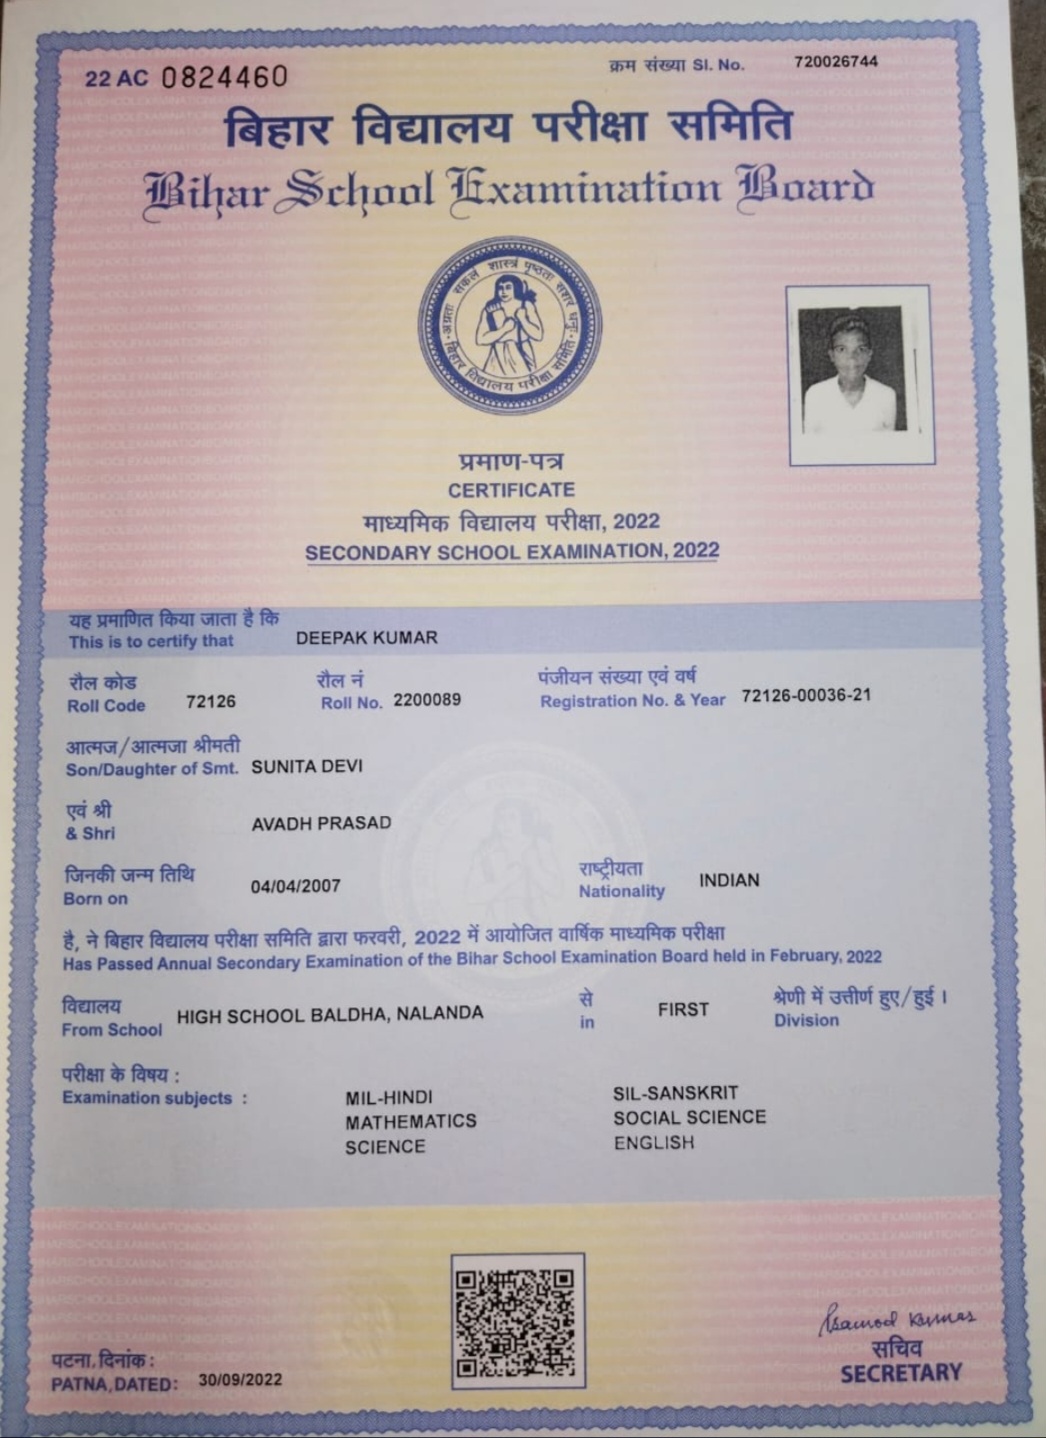 22 AC 0824460
क्रम संख्या Sl. No. 720026744
बिहार विद्यालय परीक्षा समिति
Bihar School Examination Board
बिहार विद्यालय परीक्षा समिति
प्रमाण-पत्र
CERTIFICATE
माध्यमिक विद्यालय परीक्षा, 2022
SECONDARY SCHOOL EXAMINATION, 2022
यह प्रमाणित किया जाता है कि
This is to certify that DEEPAK KUMAR
रौल कोड रौल नं पंजीयन संख्या एवं वर्ष
Roll Code 72126 Roll No. 2200089 Registration No. & Year 72126-00036-21
आत्मज/आत्मजा श्रीमती
Son/Daughter of Smt. SUNITA DEVI
एवं श्री
& Shri AVADH PRASAD
जिनकी जन्म तिथि राष्ट्रीयता
Born on 04/04/2007 Nationality INDIAN
है, ने बिहार विद्यालय परीक्षा समिति द्वारा फरवरी, 2022 में आयोजित वार्षिक माध्यमिक परीक्षा
Has Passed Annual Secondary Examination of the Bihar School Examination Board held in February, 2022
विद्यालय से श्रेणी में उत्तीर्ण हुए/हुई।
From School HIGH SCHOOL BALDHA, NALANDA in FIRST Division
परीक्षा के विषय :
Examination subjects : MIL-HINDI SIL-SANSKRIT
MATHEMATICS SOCIAL SCIENCE
SCIENCE ENGLISH
सचिव
पटना, दिनांक :
PATNA, DATED: 30/09/2022 SECRETARY